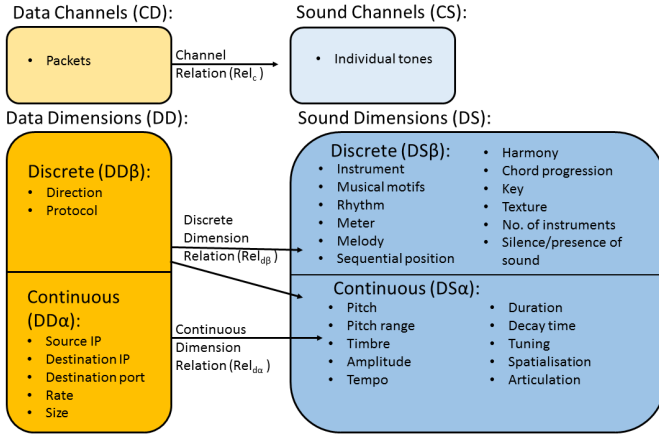 Data Channels (CD):
• Packets
Channel
Relation (Relc)
Sound Channels (CS):
• Individual tones
Data Dimensions (DD):
Discrete (DDβ):
• Direction
• Protocol
Continuous
(DDα):
• Source IP
• Destination IP
• Destination port
• Rate
• Size
Discrete
Dimension
Relation (Reldβ)
Continuous
Dimension
Relation (Reldα)
Sound Dimensions (DS):
Discrete (DSβ):
• Instrument
• Musical motifs
• Rhythm
• Meter
• Melody
• Sequential position
• Harmony
• Chord progression
• Key
• Texture
• No. of instruments
• Silence/presence of
sound
Continuous (DSα):
• Pitch
• Pitch range
• Timbre
• Amplitude
• Tempo
• Duration
• Decay time
• Tuning
• Spatialisation
• Articulation